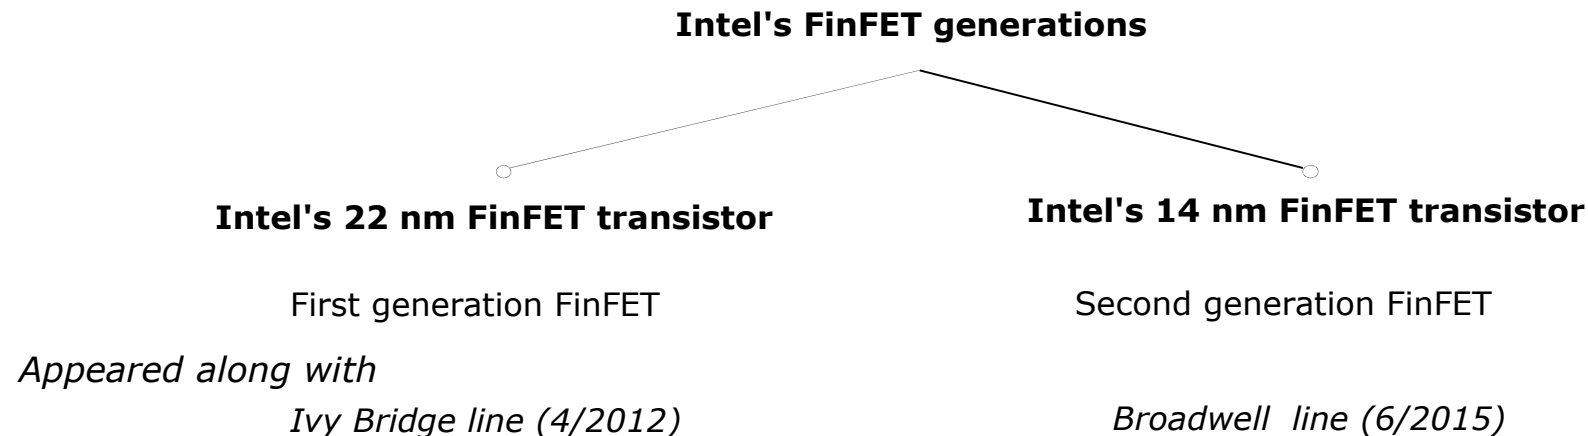 Intel's FinFET generations
Intel's 22 nm FinFET transistor
Intel's 14 nm FinFET transistor
First generation FinFET
Second generation FinFET
Appeared along with
Ivy Bridge line (4/2012)
Broadwell  line (6/2015)